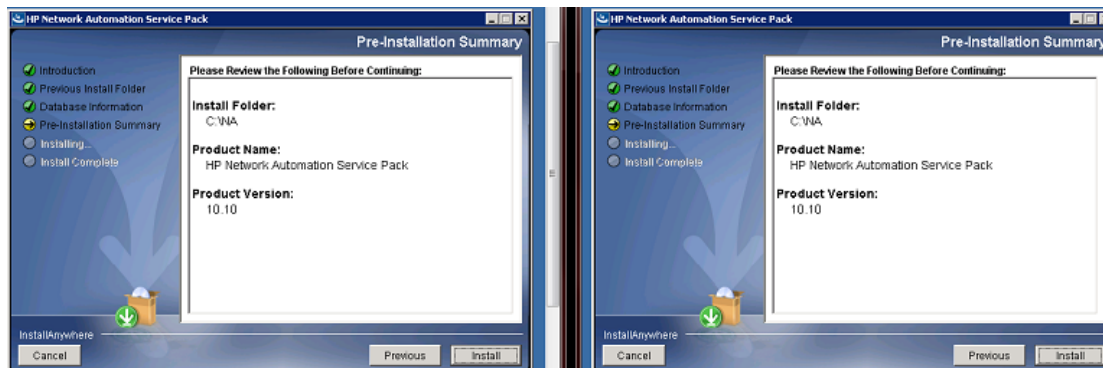 HP Network Automation Service Pack
Pre-Installation Summary
Introduction
Previous Install Folder
Database Information
Pre-Installation Summary
Installing...
Install Complete
Please Review the Following Before Continuing:
Install Folder:
C:\NA
Product Name:
HP Network Automation Service Pack
Product Version:
10.10
InstallAnywhere
Cancel
Previous
Install
HP Network Automation Service Pack
Pre-Installation Summary
Introduction
Previous Install Folder
Database Information
Pre-Installation Summary
Installing...
Install Complete
Please Review the Following Before Continuing:
Install Folder:
C:\NA
Product Name:
HP Network Automation Service Pack
Product Version:
10.10
InstallAnywhere
Cancel
Previous
Install